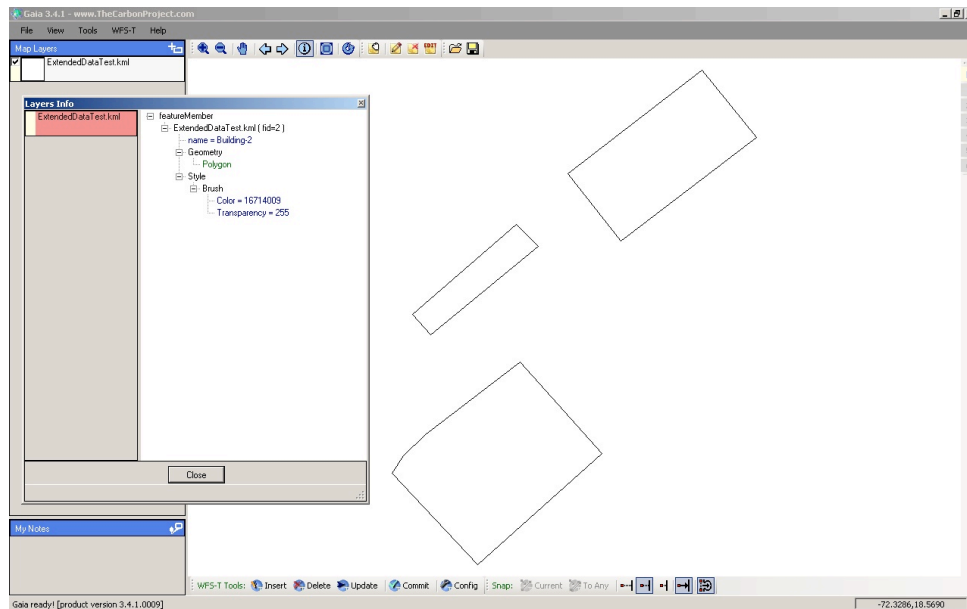 Gaia 3.4.1 - www.TheCarbonProject.com
File View Tools WFS-T Help
Map Layers
ExtendedDataTest.kml
Layers Info
ExtendedDataTest.kml
featureMember
ExtendedDataTest.kml ( fid=2 )
name = Building-2
Geometry
Polygon
Style
Brush
Color = 16714009
Transparency = 255
Close
My Notes
WFS-T Tools: Insert Delete Update Commit Config Snap: Current To Any
Gaia ready! [product version 3.4.1.0009]
-72.3286,18.5690